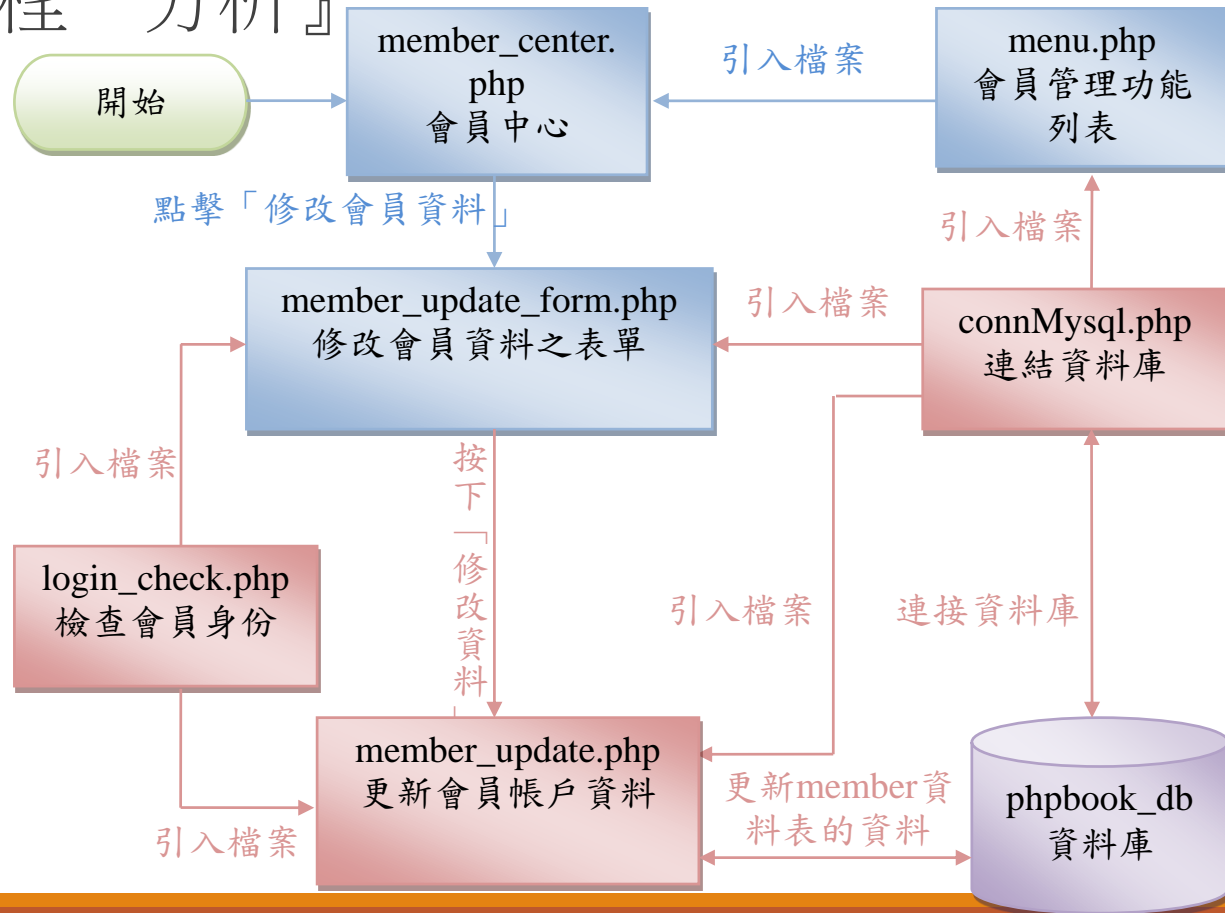 程 分析』
開始
member_center.
php
會員中心
引入檔案
menu.php
會員管理功能
列表
點擊「修改會員資料」
引入檔案
member_update_form.php
修改會員資料之表單
引入檔案
connMysql.php
連結資料庫
引入檔案
按下「修改資料」
login_check.php
檢查會員身份
引入檔案
連接資料庫
member_update.php
更新會員帳戶資料
引入檔案
更新member資
料表的資料
phpbook_db
資料庫